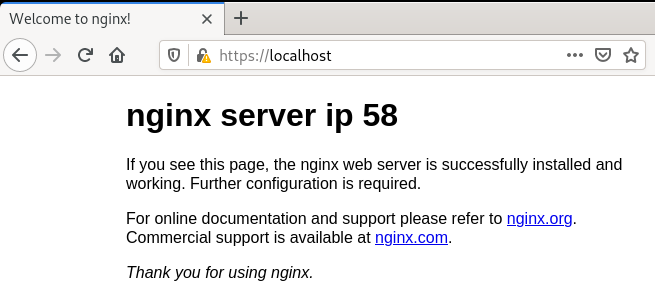 Welcome to nginx!
https://localhost
nginx server ip 58
If you see this page, the nginx web server is successfully installed and
working. Further configuration is required.
For online documentation and support please refer to nginx.org.
Commercial support is available at nginx.com.
Thank you for using nginx.